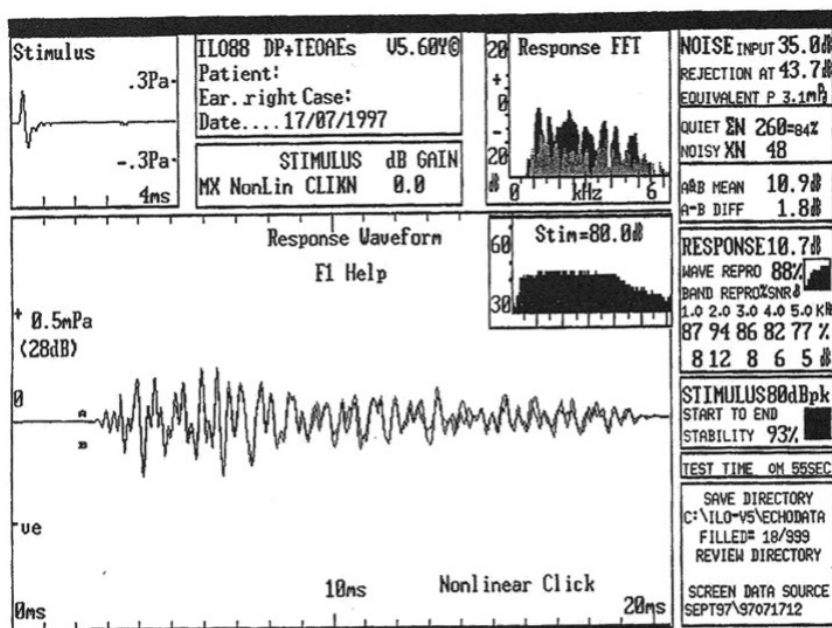 Stimulus
.3Pa-
-.3Pa-
4ms
ILO88 DP+TEOAEs V5.60Y©
Patient:
Ear. right Case:
Date.... 17/07/1997
STIMULUS dB GAIN
MX NonLin CLIKN 0.0
Response FFT
20
+
0
-
20
dB
0 kHz 6
Response Waveform
F1 Help
60
30
Stim=80.0dB
+ 0.5mPa
(28dB)
0
A
B
-ve
0ms
10ms
Nonlinear Click
20ms
NOISE INPUT 35.0dB
REJECTION AT 43.7dB
EQUIVALENT P 3.1mPa
QUIET ΣN 260=84%
NOISY XN 48
A&B MEAN 10.9dB
A-B DIFF 1.8dB
RESPONSE 10.7dB
WAVE REPRO 88%
BAND REPRO%SNRdB
1.0 2.0 3.0 4.0 5.0 KHz
87 94 86 82 77 %
8 12 8 6 5 dB
STIMULUS 80dBpk
START TO END
STABILITY 93%
TEST TIME 0M 55SEC
SAVE DIRECTORY
C:\ILO-V5\ECHODATA
FILLED= 18/999
REVIEW DIRECTORY
SCREEN DATA SOURCE
SEPT97\97071712